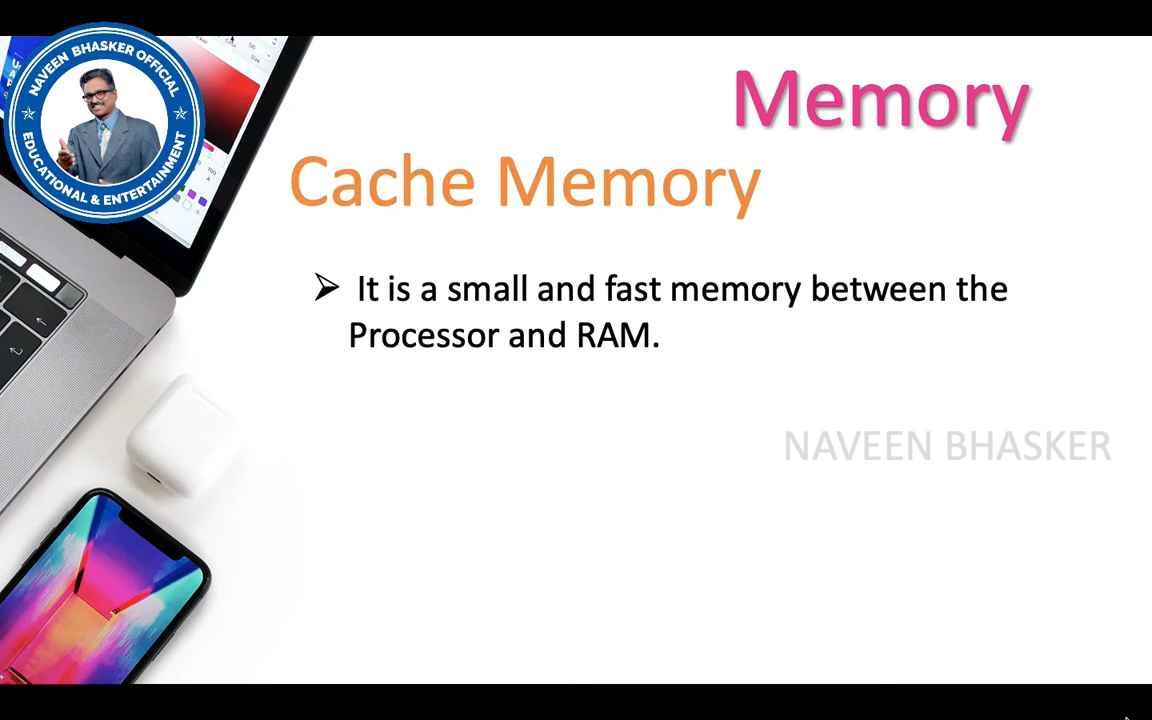 NAVEEN BHASKER OFFICIAL
EDUCATIONAL & ENTERTAINMENT
Memory
Cache Memory
➢ It is a small and fast memory between the
Processor and RAM.
NAVEEN BHASKER